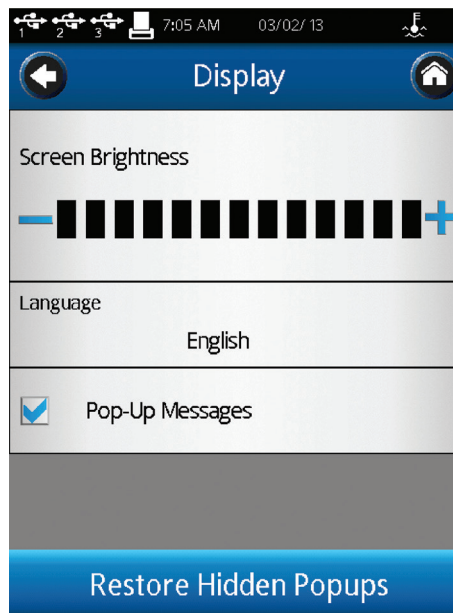 1 2 3 7:05 AM 03/02/ 13 F
Display
Screen Brightness
Language
English
Pop-Up Messages
Restore Hidden Popups